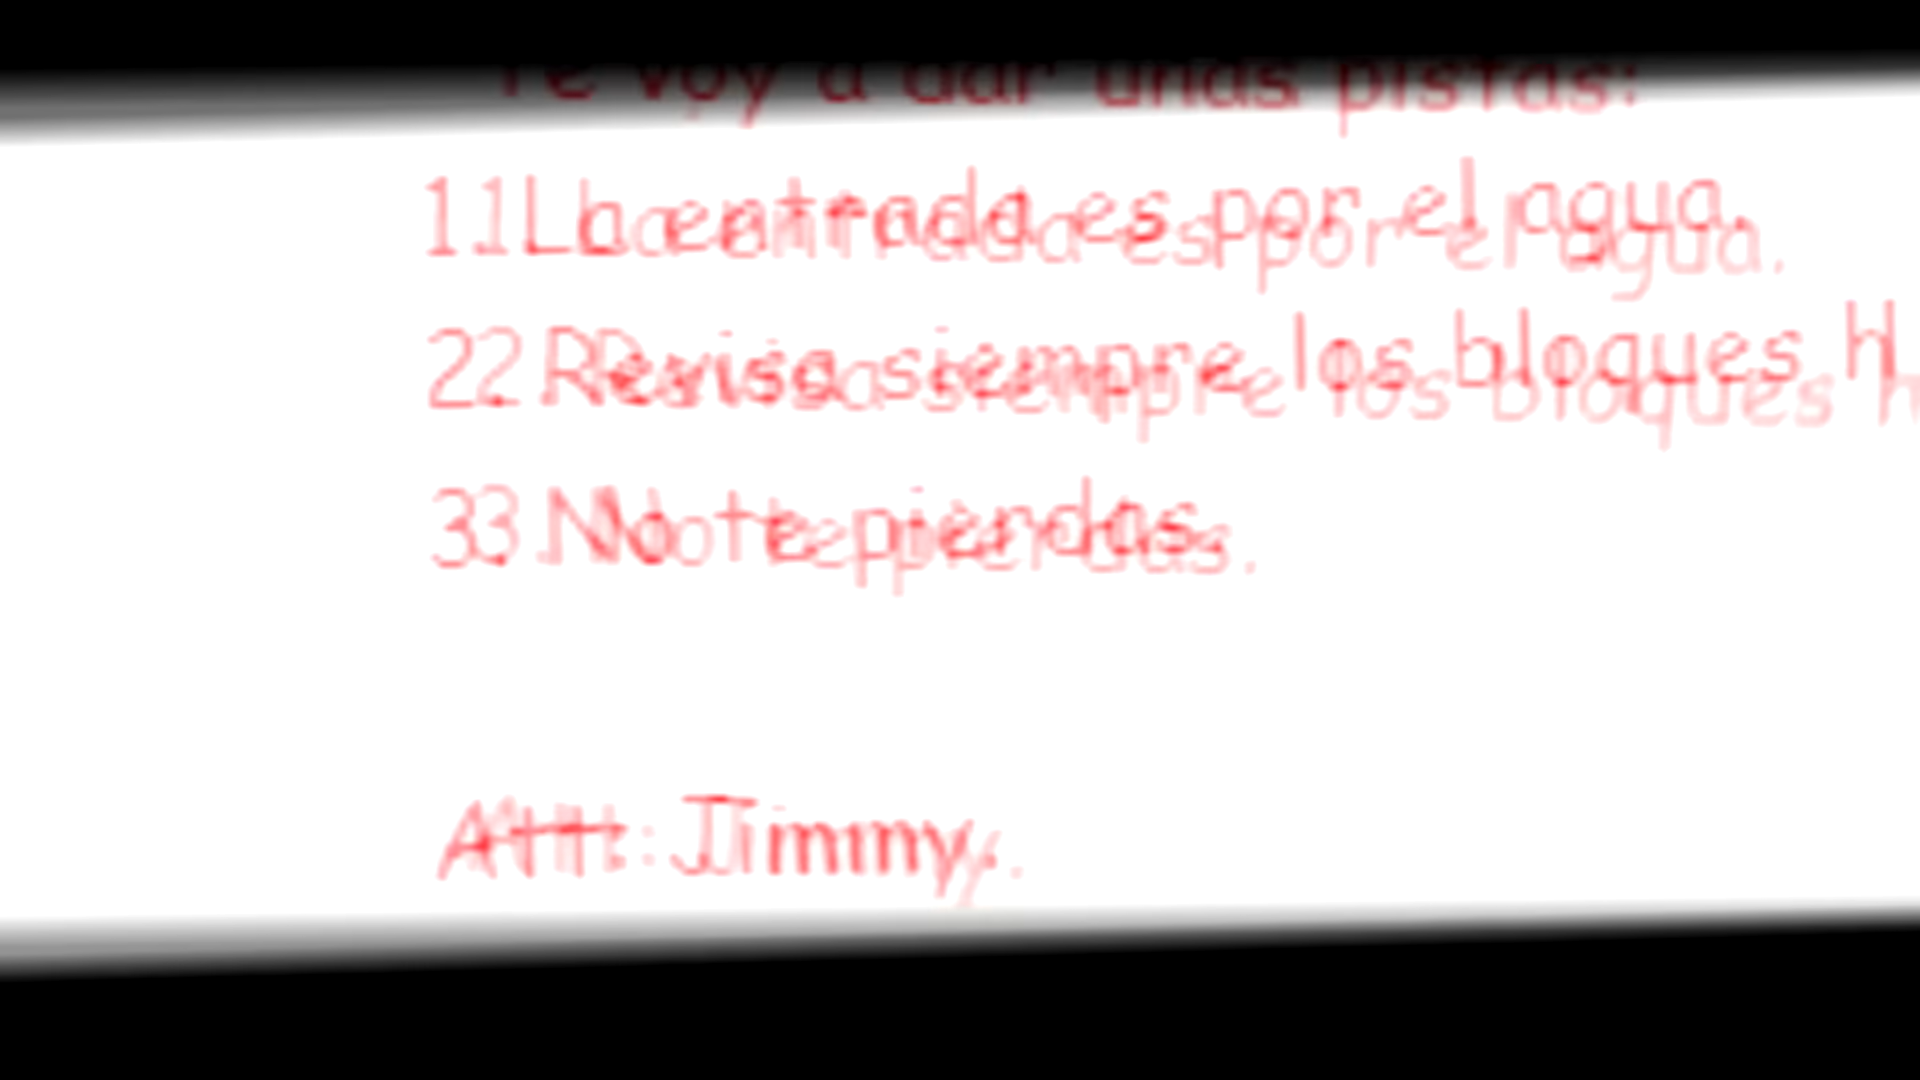 Te voy a dar unas pistas:
1. La entrada es por el agua.
2. Revisa siempre los bloques
3. No te pierdas.
Att: Jimmy.